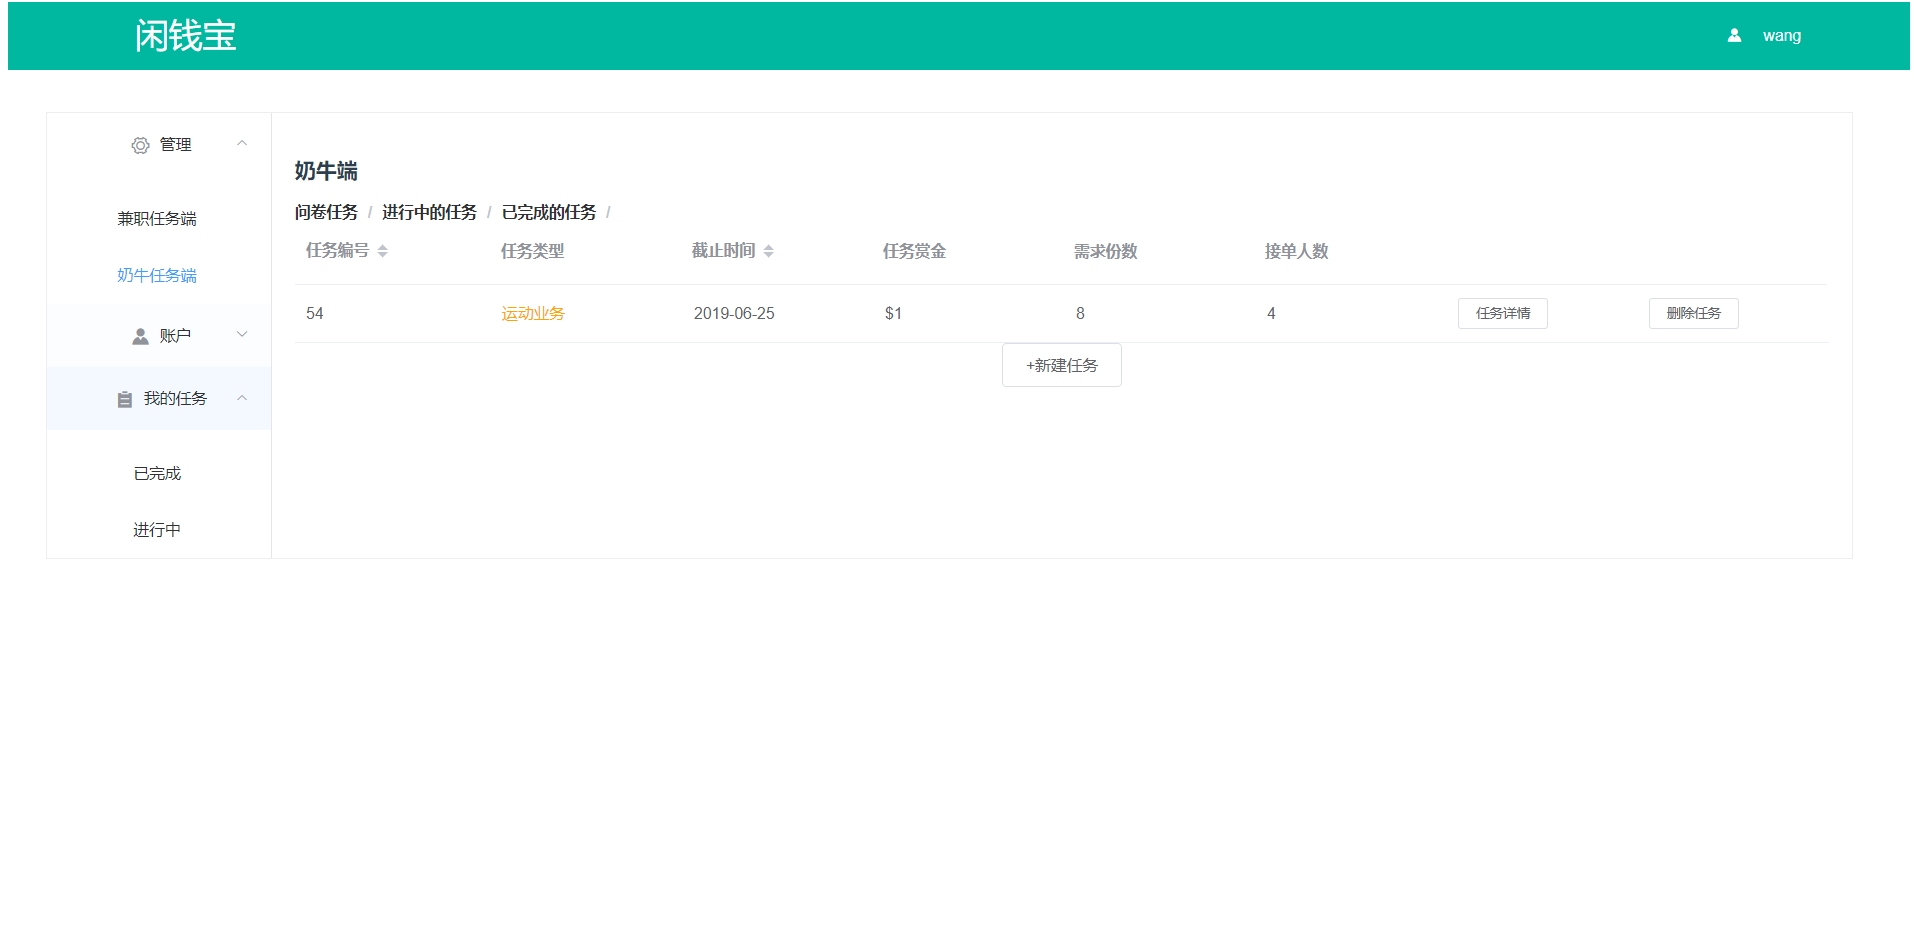 闲钱宝
wang
管理
兼职任务端
奶牛任务端
账户
我的任务
已完成
进行中
奶牛端
问卷任务 / 进行中的任务 / 已完成的任务 /
任务编号 任务类型 截止时间 任务赏金 需求份数 接单人数
54 运动业务 2019-06-25 $1 8 4 任务详情 删除任务
+新建任务